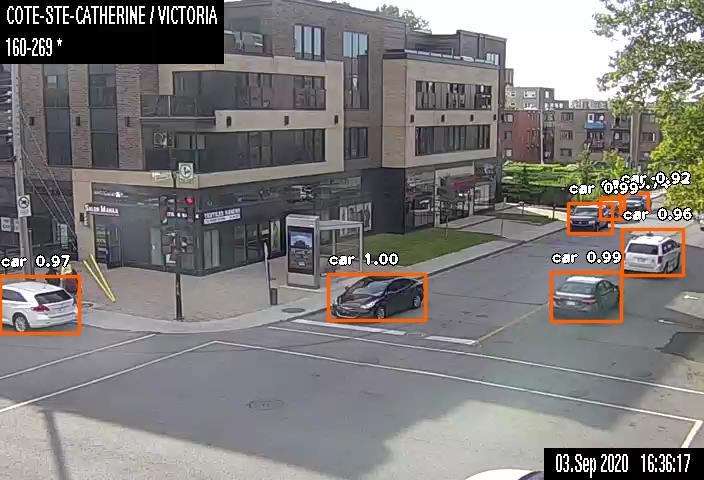 COTE-STE-CATHERINE / VICTORIA
160-269 *
car 0.92
car 0.99
car 0.96
car 0.99
car 1.00
car 0.97
SALON MANILA
03.Sep 2020 16:36:17